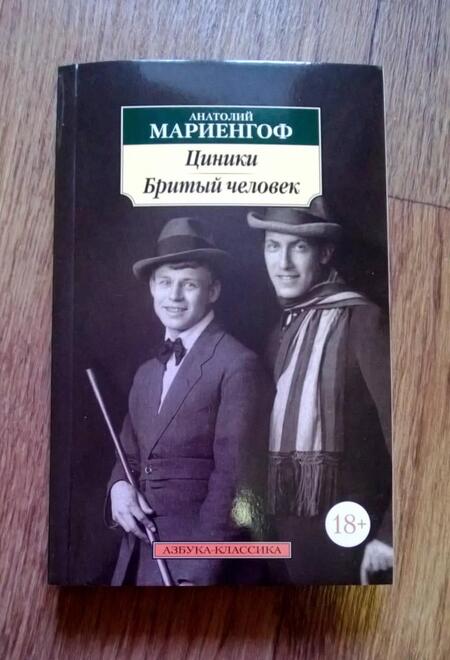 АНАТОЛИЙ
МАРИЕНГОФ
Циники
Бритый человек
18+
АЗБУКА-КЛАССИКА